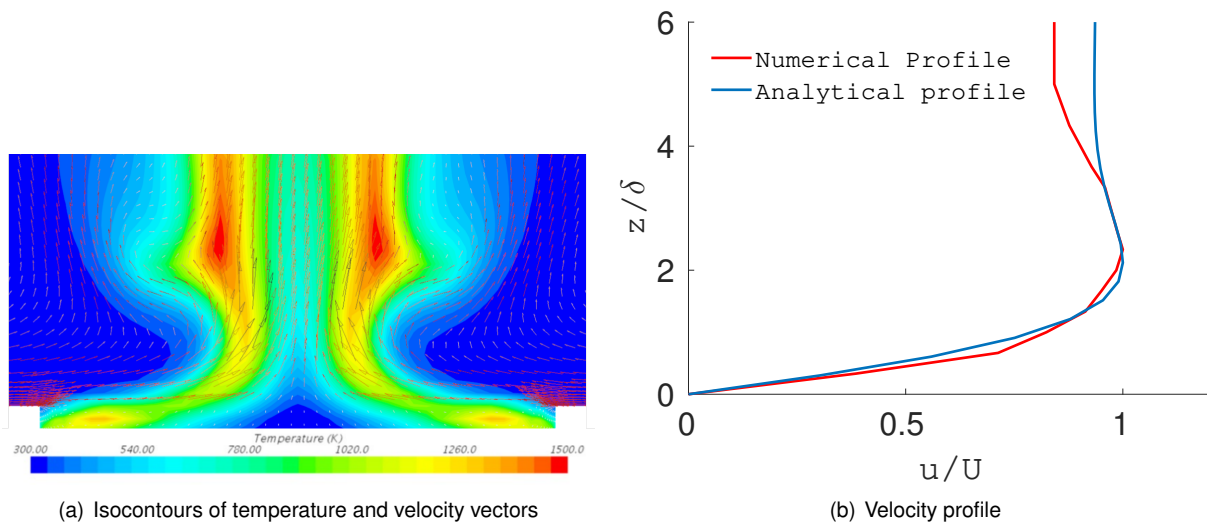 Temperature (K)
300.00 540.00 780.00 1020.0 1260.0 1500.0
(a) Isocontours of temperature and velocity vectors
6
4
2
0
z/δ
Numerical Profile
Analytical profile
0 0.5 1
u/U
(b) Velocity profile